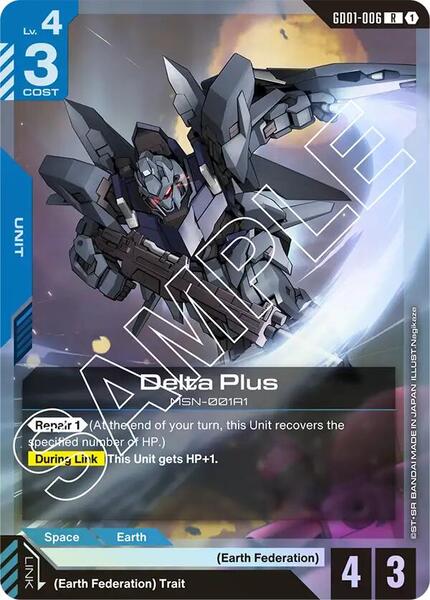 Lv. 4
3
COST
GD01-006 R 1
UNIT
SAMPLE
Delta Plus
MSN-001A1
Repair 1 (At the end of your turn, this Unit recovers the
specified number of HP.)
During Link This Unit gets HP+1.
Space Earth
(Earth Federation)
LINK
(Earth Federation) Trait
4 3
©ST·SR BANDAI MADE IN JAPAN ILLUST.Nagikaze